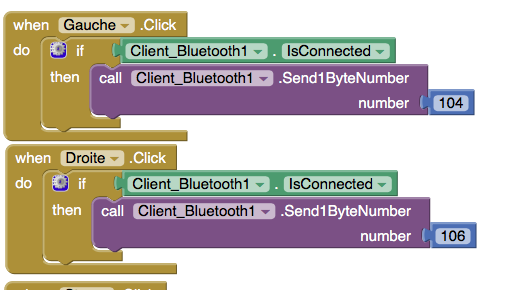 when Gauche .Click
do if Client_Bluetooth1 . IsConnected
then call Client_Bluetooth1 .Send1ByteNumber
number 104
when Droite .Click
do if Client_Bluetooth1 . IsConnected
then call Client_Bluetooth1 .Send1ByteNumber
number 106